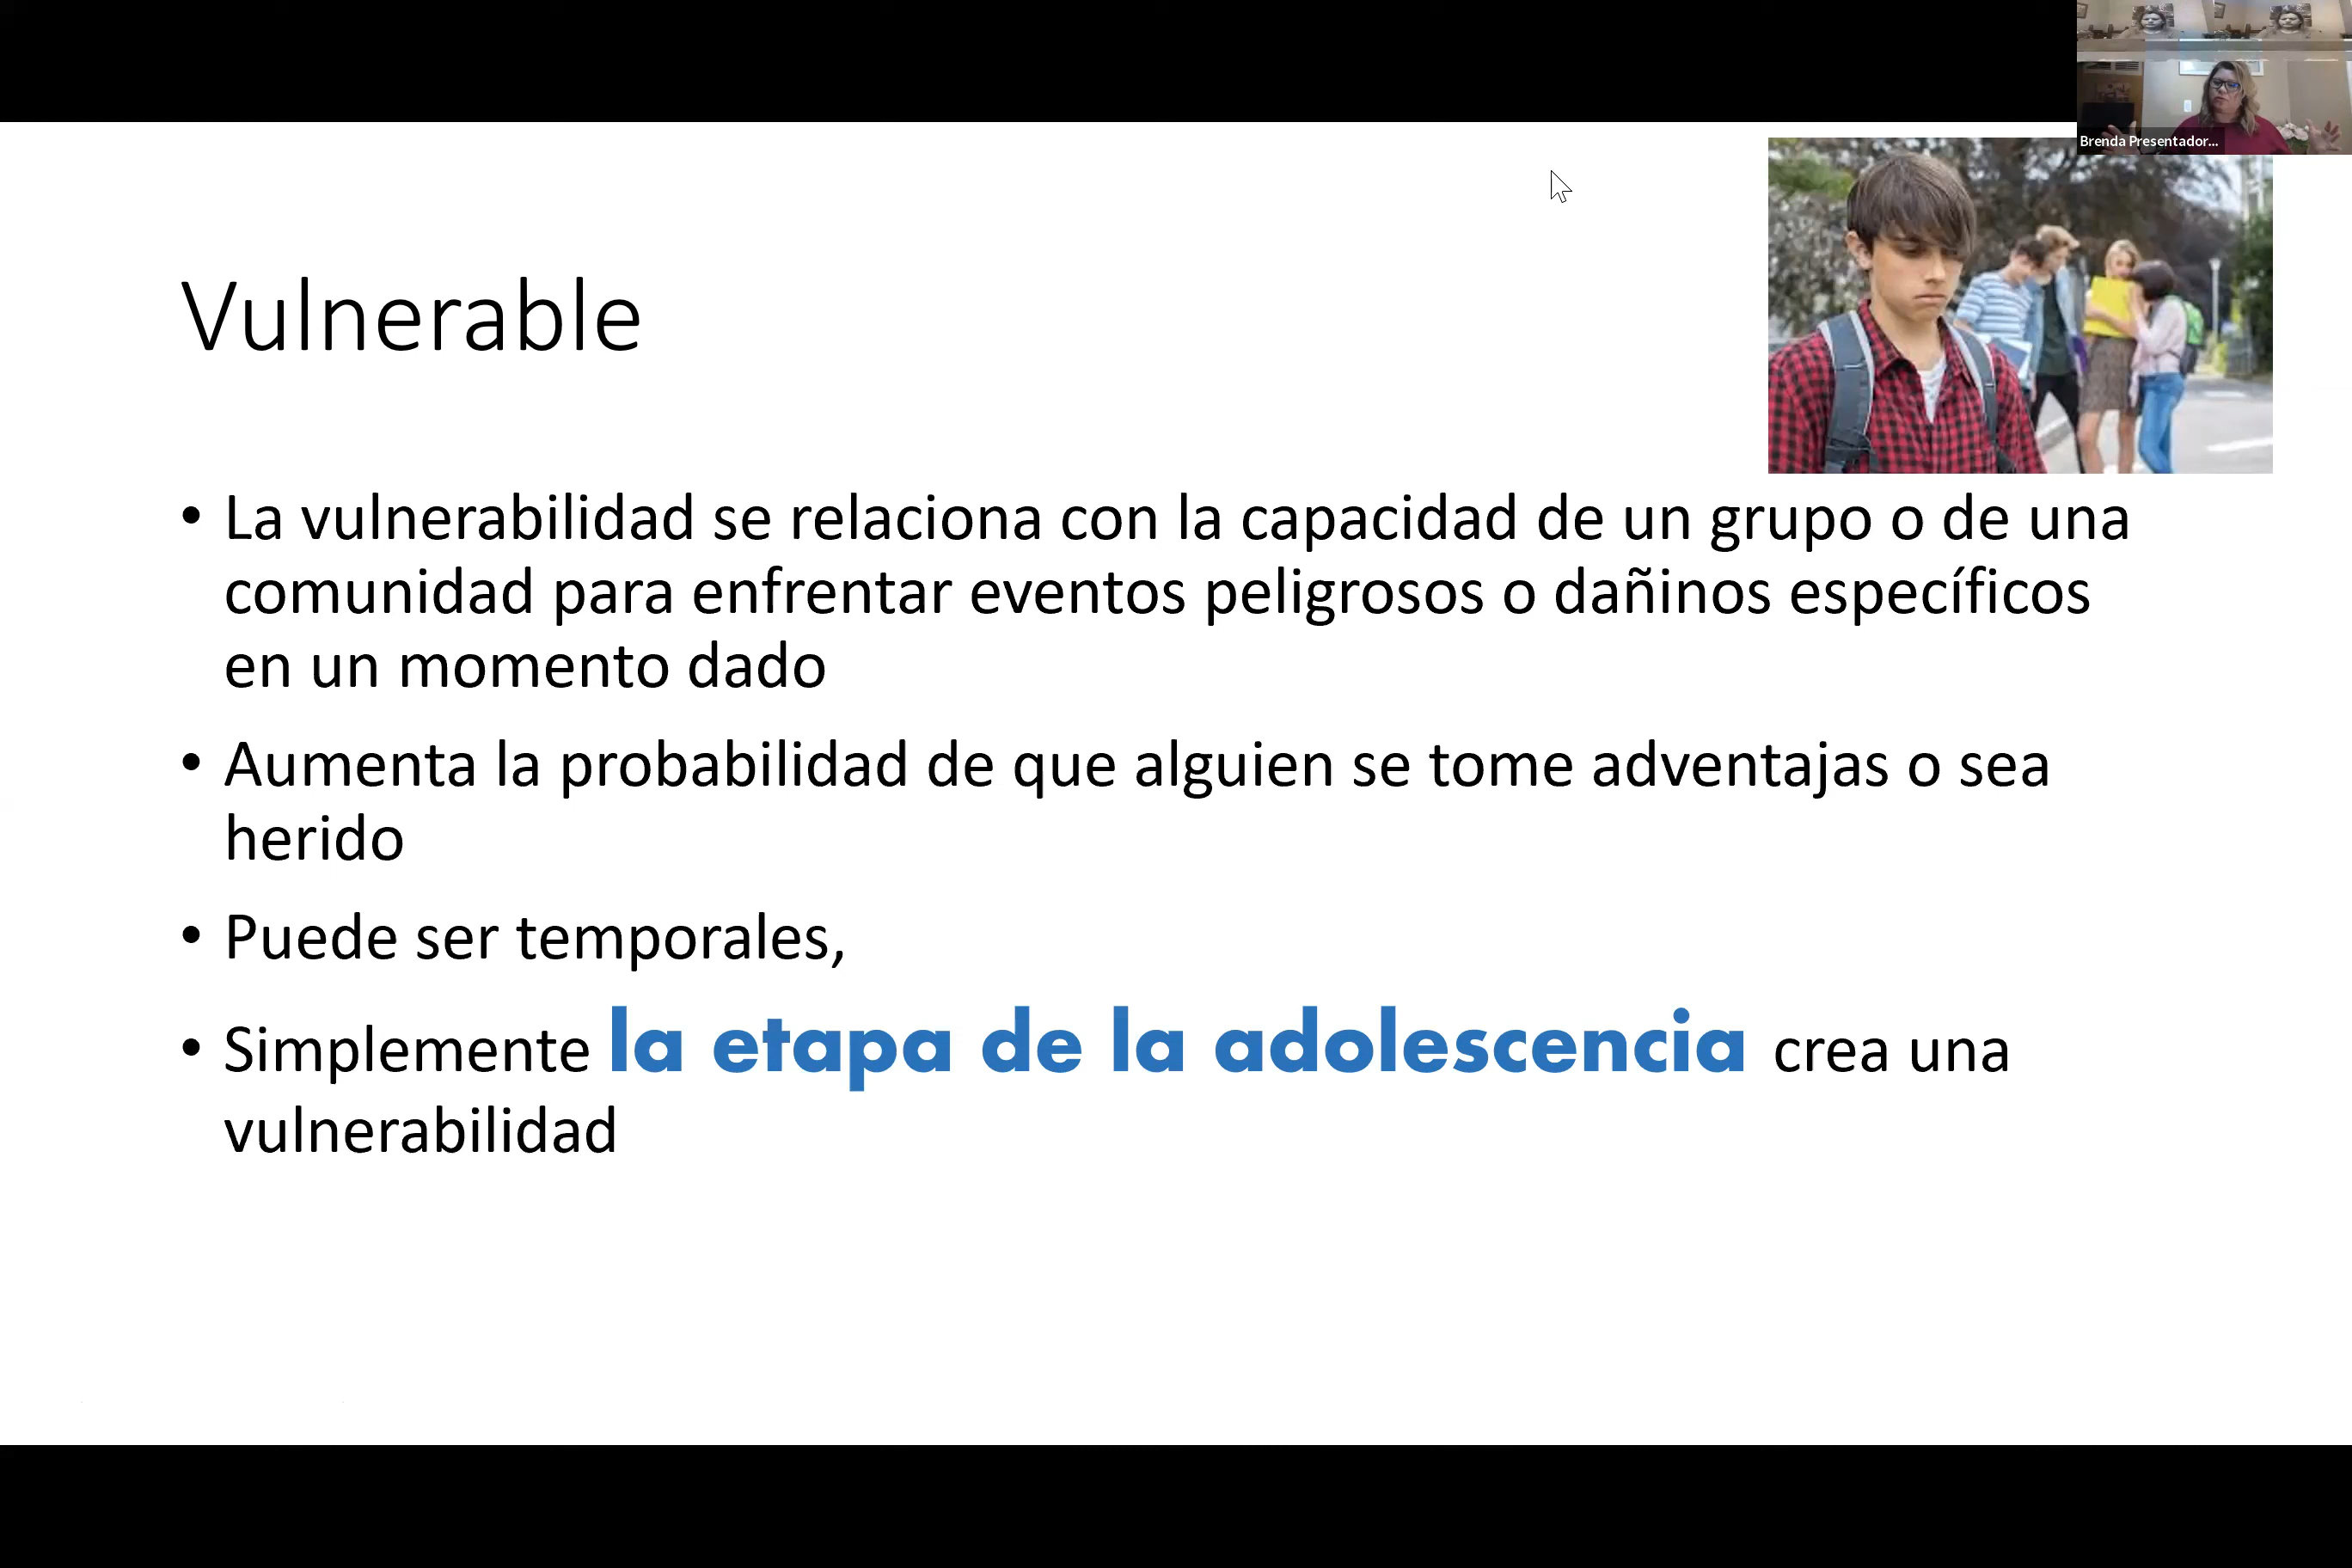 Brenda Presentador...
Vulnerable
• La vulnerabilidad se relaciona con la capacidad de un grupo o de una
comunidad para enfrentar eventos peligrosos o dañinos específicos
en un momento dado
• Aumenta la probabilidad de que alguien se tome adventajas o sea
herido
• Puede ser temporales,
• Simplemente la etapa de la adolescencia crea una
vulnerabilidad